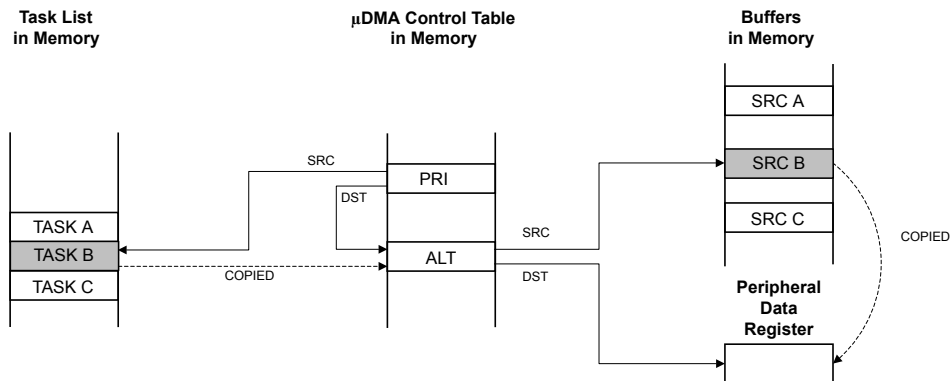 Task List
in Memory
µDMA Control Table
in Memory
Buffers
in Memory
SRC A
SRC
PRI
SRC B
DST
TASK A
SRC C
SRC
TASK B
ALT
COPIED
COPIED
DST
TASK C
Peripheral
Data
Register